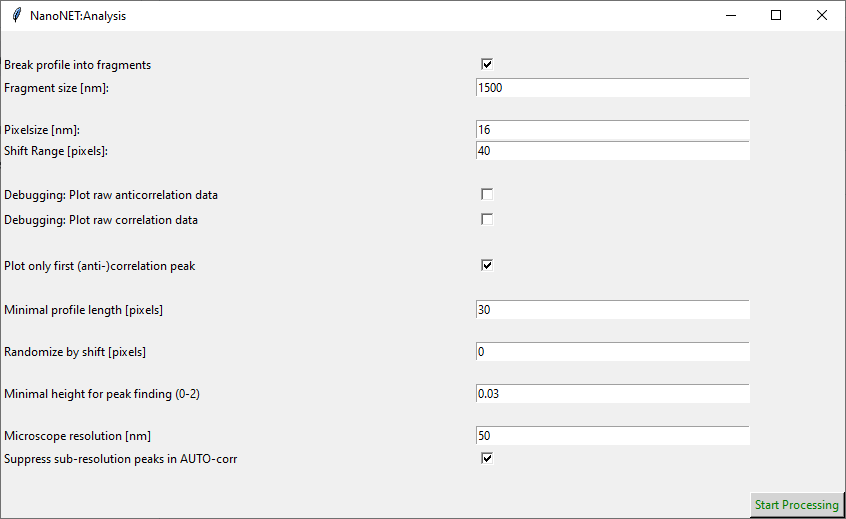 NanoNET:Analysis
Break profile into fragments
Fragment size [nm]: 1500
Pixelsize [nm]: 16
Shift Range [pixels]: 40
Debugging: Plot raw anticorrelation data
Debugging: Plot raw correlation data
Plot only first (anti-)correlation peak
Minimal profile length [pixels] 30
Randomize by shift [pixels] 0
Minimal height for peak finding (0-2) 0.03
Microscope resolution [nm] 50
Suppress sub-resolution peaks in AUTO-corr
Start Processing